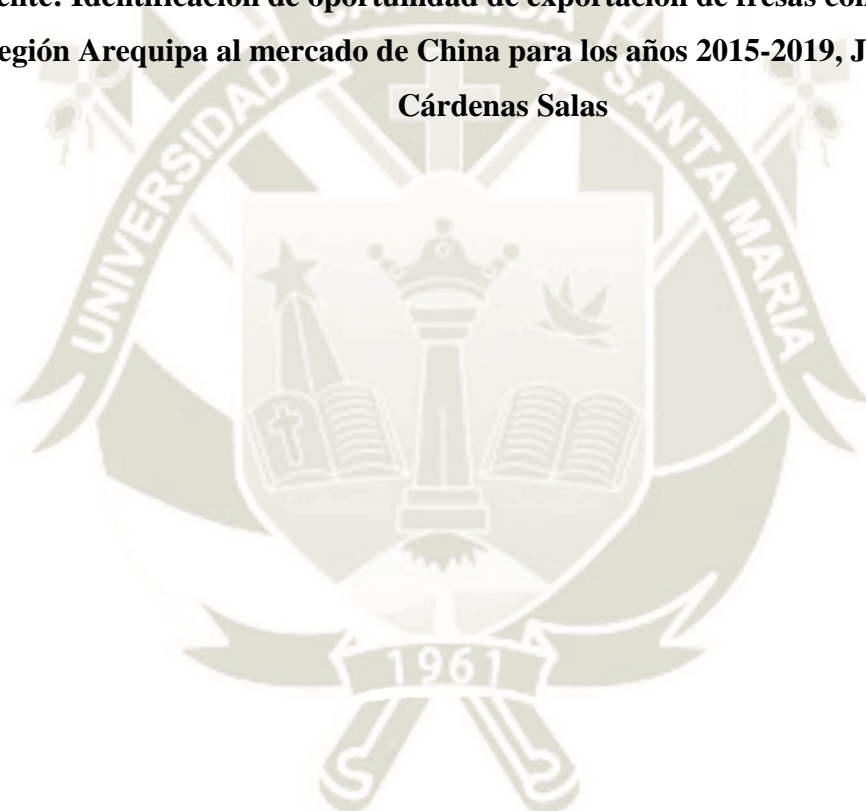 ente: Identificación de oportunidad de exportación de fresas con
egión Arequipa al mercado de China para los años 2015-2019, J
Cárdenas Salas
UNIVERSIDAD
SANTA MARIA
1961